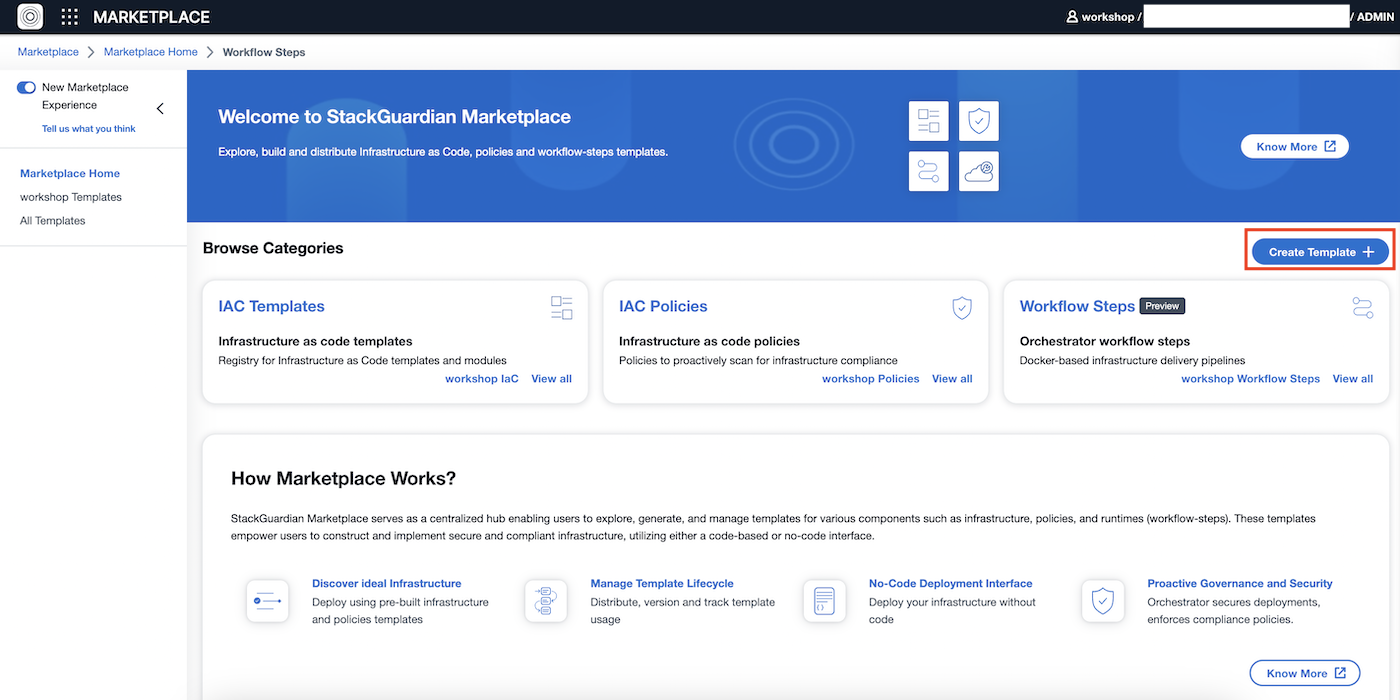 MARKETPLACE
workshop /
/ ADMIN
Marketplace
Marketplace Home
Workflow Steps
New Marketplace
Experience
Tell us what you think
Marketplace Home
workshop Templates
All Templates
Welcome to StackGuardian Marketplace
Explore, build and distribute Infrastructure as Code, policies and workflow-steps templates.
Know More
Browse Categories
Create Template
IAC Templates
Infrastructure as code templates
Registry for Infrastructure as Code templates and modules
workshop IaC View all
IAC Policies
Infrastructure as code policies
Policies to proactively scan for infrastructure compliance
workshop Policies View all
Workflow Steps Preview
Orchestrator workflow steps
Docker-based infrastructure delivery pipelines
workshop Workflow Steps View all
How Marketplace Works?
StackGuardian Marketplace serves as a centralized hub enabling users to explore, generate, and manage templates for various components such as infrastructure, policies, and runtimes (workflow-steps). These templates
empower users to construct and implement secure and compliant infrastructure, utilizing either a code-based or no-code interface.
Discover ideal Infrastructure
Deploy using pre-built infrastructure
and policies templates
Manage Template Lifecycle
Distribute, version and track template
usage
No-Code Deployment Interface
Deploy your infrastructure without
code
Proactive Governance and Security
Orchestrator secures deployments,
enforces compliance policies.
Know More